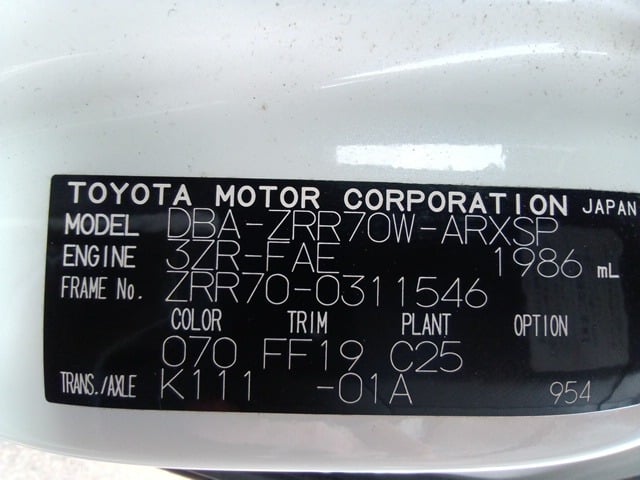 TOYOTA MOTOR CORPORATION JAPAN
MODEL DBA-ZRR70W-ARXSP
ENGINE 3ZR-FAE 1986 mL
FRAME No. ZRR70-0311546
COLOR TRIM PLANT OPTION
070 FF19 C25
TRANS./AXLE K111 -01A 954